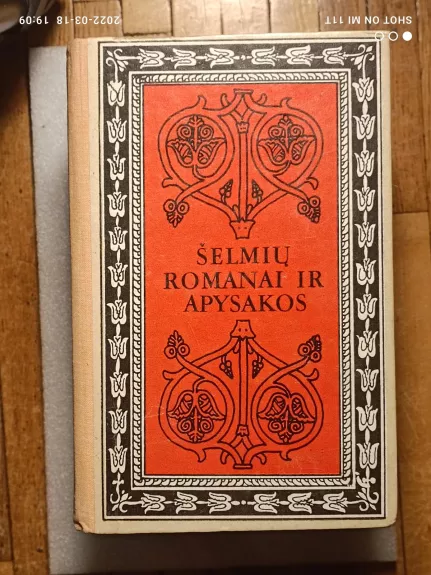 ŠELMIŲ
ROMANAI IR
APYSAKOS
SHOT ON MI 11T
2022-03-18 19:09